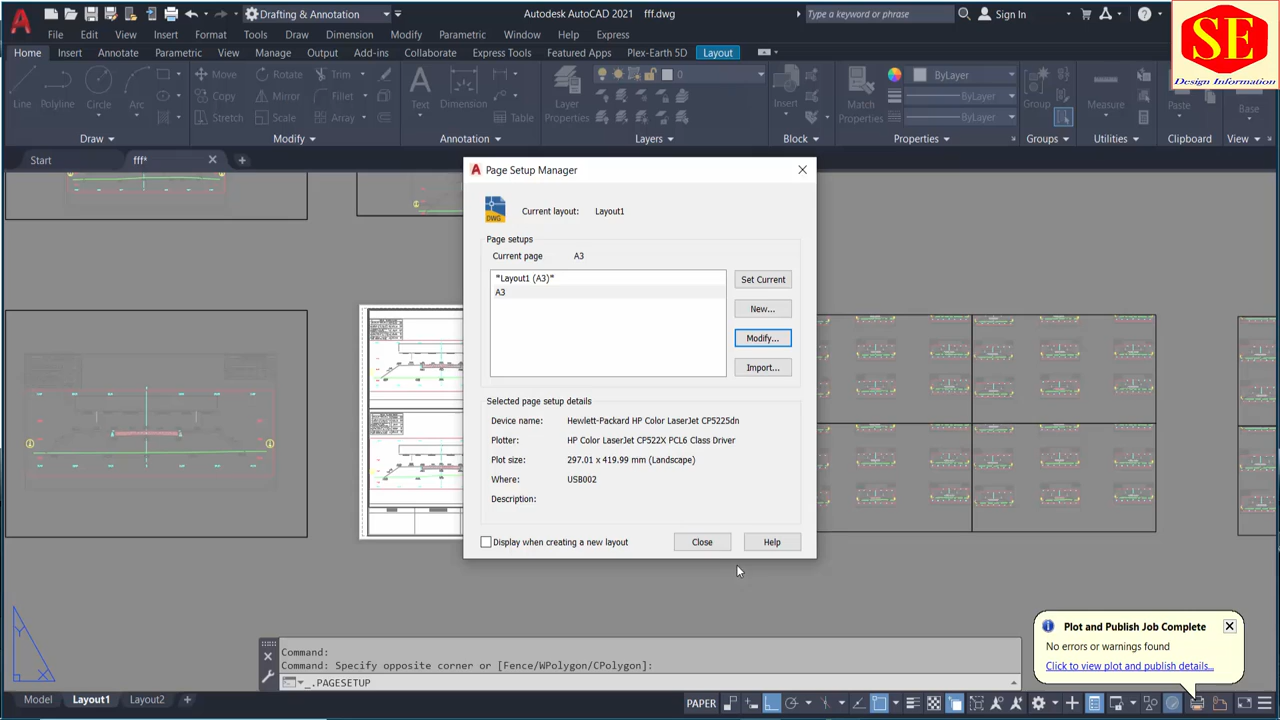 Drafting & Annotation
Autodesk AutoCAD 2021 fff.dwg
Type a keyword or phrase
Sign In
SE
Design Information
File Edit View Insert Format Tools Draw Dimension Modify Parametric Window Help Express
Home Insert Annotate Parametric View Manage Output Add-ins Collaborate Express Tools Featured Apps Plex-Earth 5D Layout
Line Polyline Circle Arc
Move Rotate Trim
Copy Mirror Fillet
Stretch Scale Array
Text Dimension Table
Layer Properties
0
Insert
Match Properties
ByLayer
ByLayer
ByLayer
Group
Measure
Paste
Base
Draw Modify Annotation Layers Block Properties Groups Utilities Clipboard View
Start fff*
Page Setup Manager
DWG
Current layout: Layout1
Page setups
Current page A3
*Layout1 (A3)*
A3
Set Current
New...
Modify...
Import...
Selected page setup details
Device name: Hewlett-Packard HP Color LaserJet CP5225dn
Plotter: HP Color LaserJet CP522X PCL6 Class Driver
Plot size: 297.01 x 419.99 mm (Landscape)
Where: USB002
Description:
Display when creating a new layout
Close
Help
Y
X
Plot and Publish Job Complete
No errors or warnings found
Click to view plot and publish details...
Command:
Command: Specify opposite corner or [Fence/WPolygon/CPolygon]:
_.PAGESETUP
Model Layout1 Layout2
PAPER